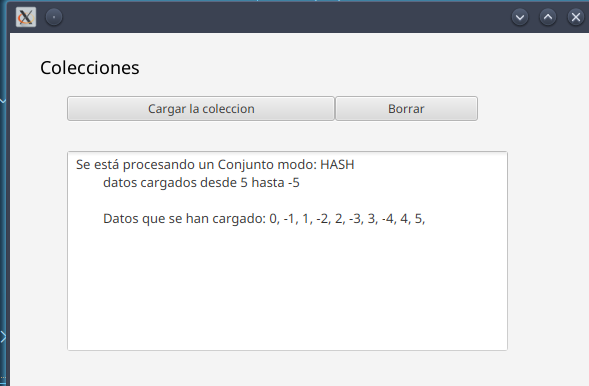 Colecciones
Cargar la coleccion Borrar
Se está procesando un Conjunto modo: HASH
datos cargados desde 5 hasta -5
Datos que se han cargado: 0, -1, 1, -2, 2, -3, 3, -4, 4, 5,